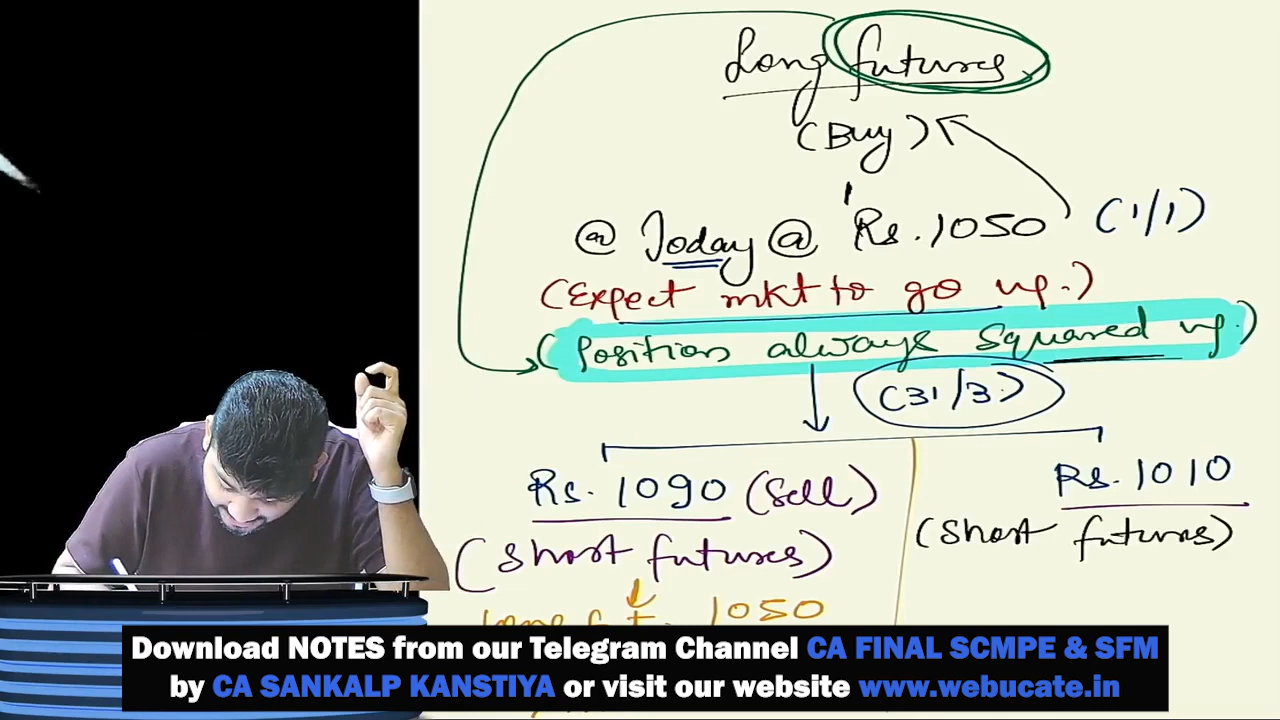 Long futures
(Buy)
@ Today @ Rs. 1050 (1/1)
(Expect mkt to go up.)
(Position always squared up.)
(31/3)
Rs. 1090 (Sell) Rs. 1010
(Short futures) (Short futures)
1050
Download NOTES from our Telegram Channel CA FINAL SCMPE & SFM
by CA SANKALP KANSTIYA or visit our website www.webucate.in